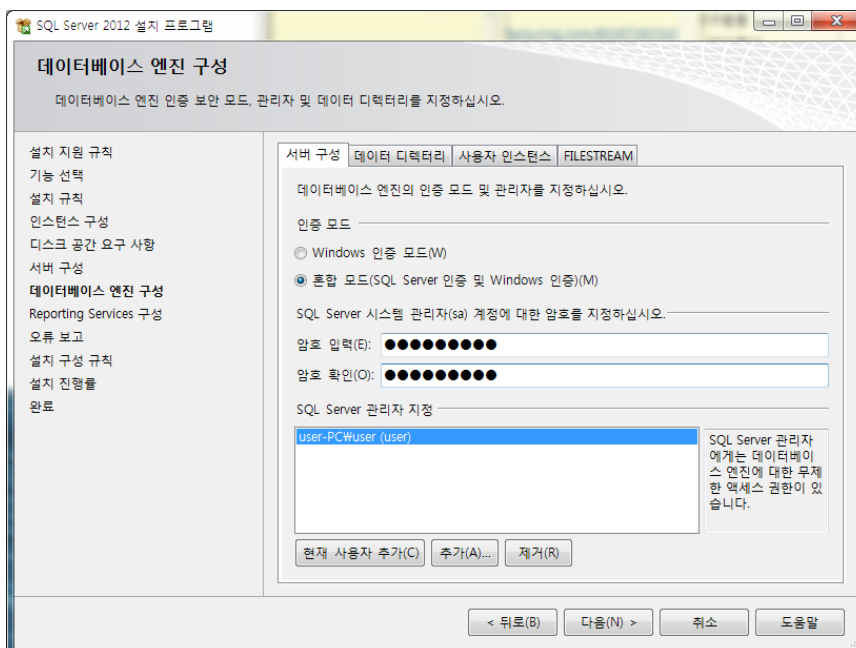 SQL Server 2012 설치 프로그램
데이터베이스 엔진 구성
데이터베이스 엔진 인증 보안 모드, 관리자 및 데이터 디렉터리를 지정하십시오.
설치 지원 규칙
기능 선택
설치 규칙
인스턴스 구성
디스크 공간 요구 사항
서버 구성
데이터베이스 엔진 구성
Reporting Services 구성
오류 보고
설치 구성 규칙
설치 진행률
완료
서버 구성 데이터 디렉터리 사용자 인스턴스 FILESTREAM
데이터베이스 엔진의 인증 모드 및 관리자를 지정하십시오.
인증 모드
Windows 인증 모드(W)
혼합 모드(SQL Server 인증 및 Windows 인증)(M)
SQL Server 시스템 관리자(sa) 계정에 대한 암호를 지정하십시오.
암호 입력(E): ●●●●●●●●●
암호 확인(O): ●●●●●●●●●
SQL Server 관리자 지정
user-PC₩user (user)
SQL Server 관리자
에게는 데이터베이
스 엔진에 대한 무제
한 액세스 권한이 있
습니다.
현재 사용자 추가(C) 추가(A)... 제거(R)
< 뒤로(B) 다음(N) > 취소 도움말